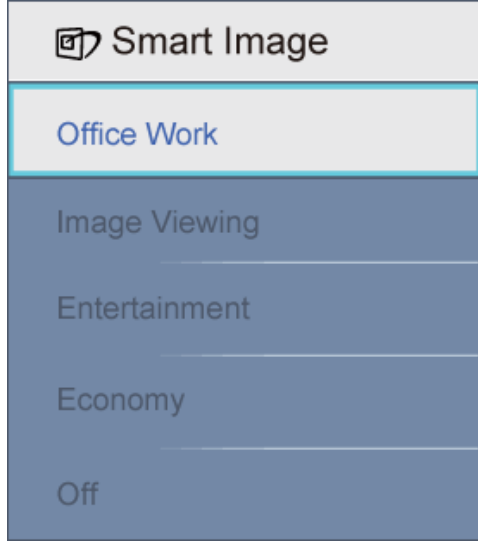 Smart Image
Office Work
Image Viewing
Entertainment
Economy
Off